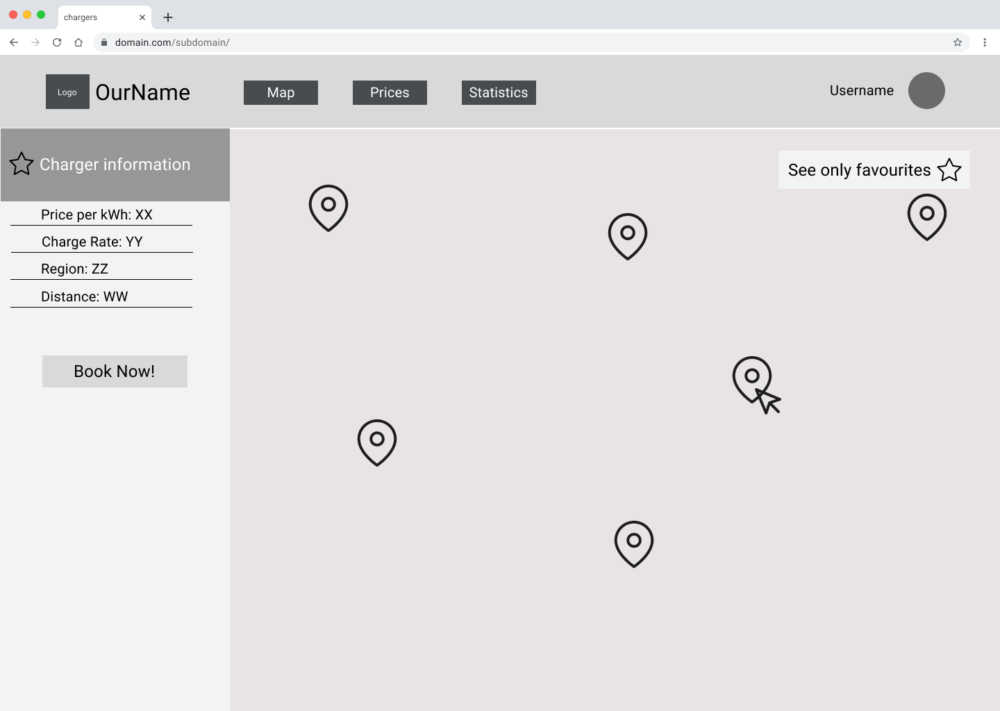 chargers
domain.com/subdomain/
Logo
OurName
Map
Prices
Statistics
Username
Charger information
See only favourites
Price per kWh: XX
Charge Rate: YY
Region: ZZ
Distance: WW
Book Now!